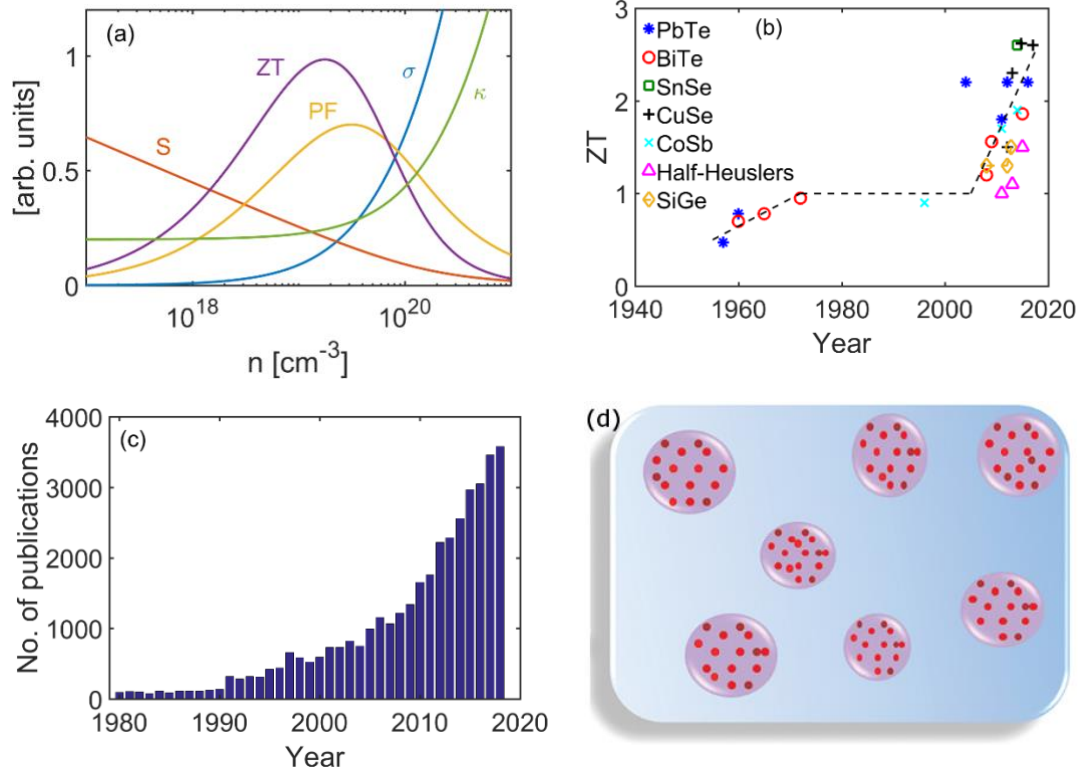 (a)
[arb. units]
1
0.5
0
ZT
PF
S
σ
κ
10^18
10^20
n [cm^-3]
(b)
ZT
3
2
1
0
PbTe
BiTe
SnSe
CuSe
CoSb
Half-Heuslers
SiGe
1940
1960
1980
2000
2020
Year
(c)
No. of publications
4000
3000
2000
1000
0
1980
1990
2000
2010
2020
Year
(d)